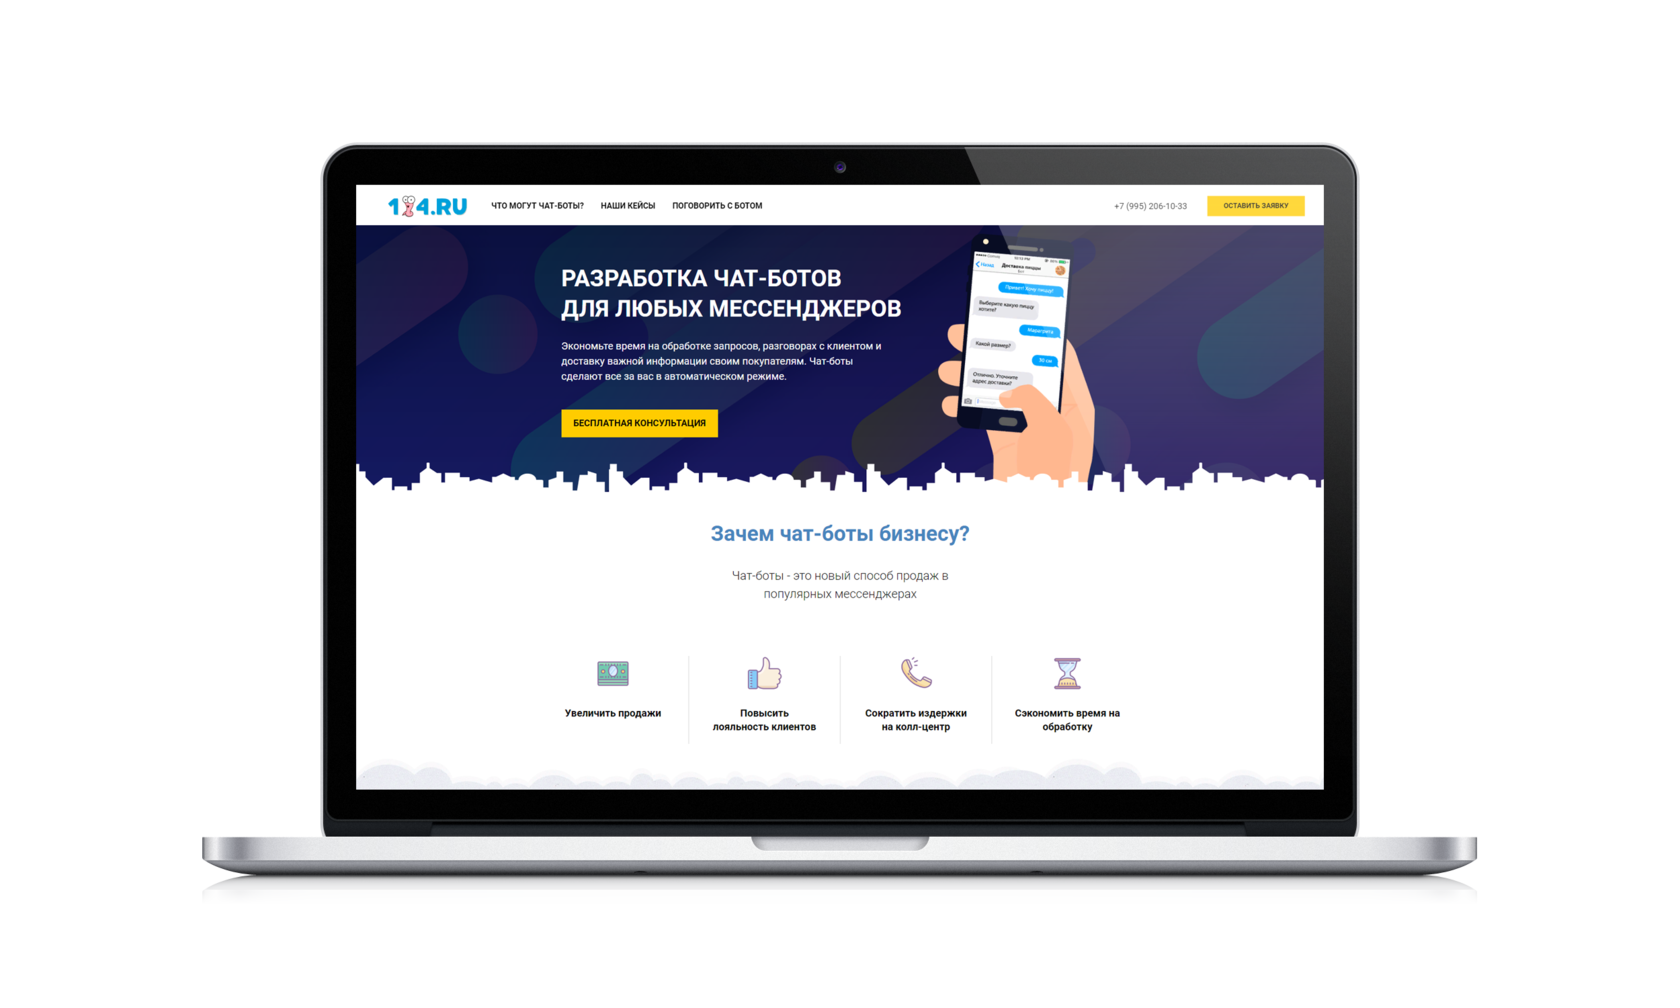 1 4.RU
ЧТО МОГУТ ЧАТ-БОТЫ?
НАШИ КЕЙСЫ
ПОГОВОРИТЬ С БОТОМ
+7 (995) 206-10-33
ОСТАВИТЬ ЗАЯВКУ
РАЗРАБОТКА ЧАТ-БОТОВ
ДЛЯ ЛЮБЫХ МЕССЕНДЖЕРОВ
Экономьте время на обработке запросов, разговорах с клиентом и
доставку важной информации своим покупателям. Чат-боты
сделают все за вас в автоматическом режиме.
БЕСПЛАТНАЯ КОНСУЛЬТАЦИЯ
Назад
Доставка пиццы
Привет! Хочу пиццу!
Выберите какую пиццу
хотите?
Маргарита
Какой размер?
30 см
Отлично. Уточните
адрес доставки?
Зачем чат-боты бизнесу?
Чат-боты - это новый способ продаж в
популярных мессенджерах
Увеличить продажи
Повысить
лояльность клиентов
Сократить издержки
на колл-центр
Сэкономить время на
обработку